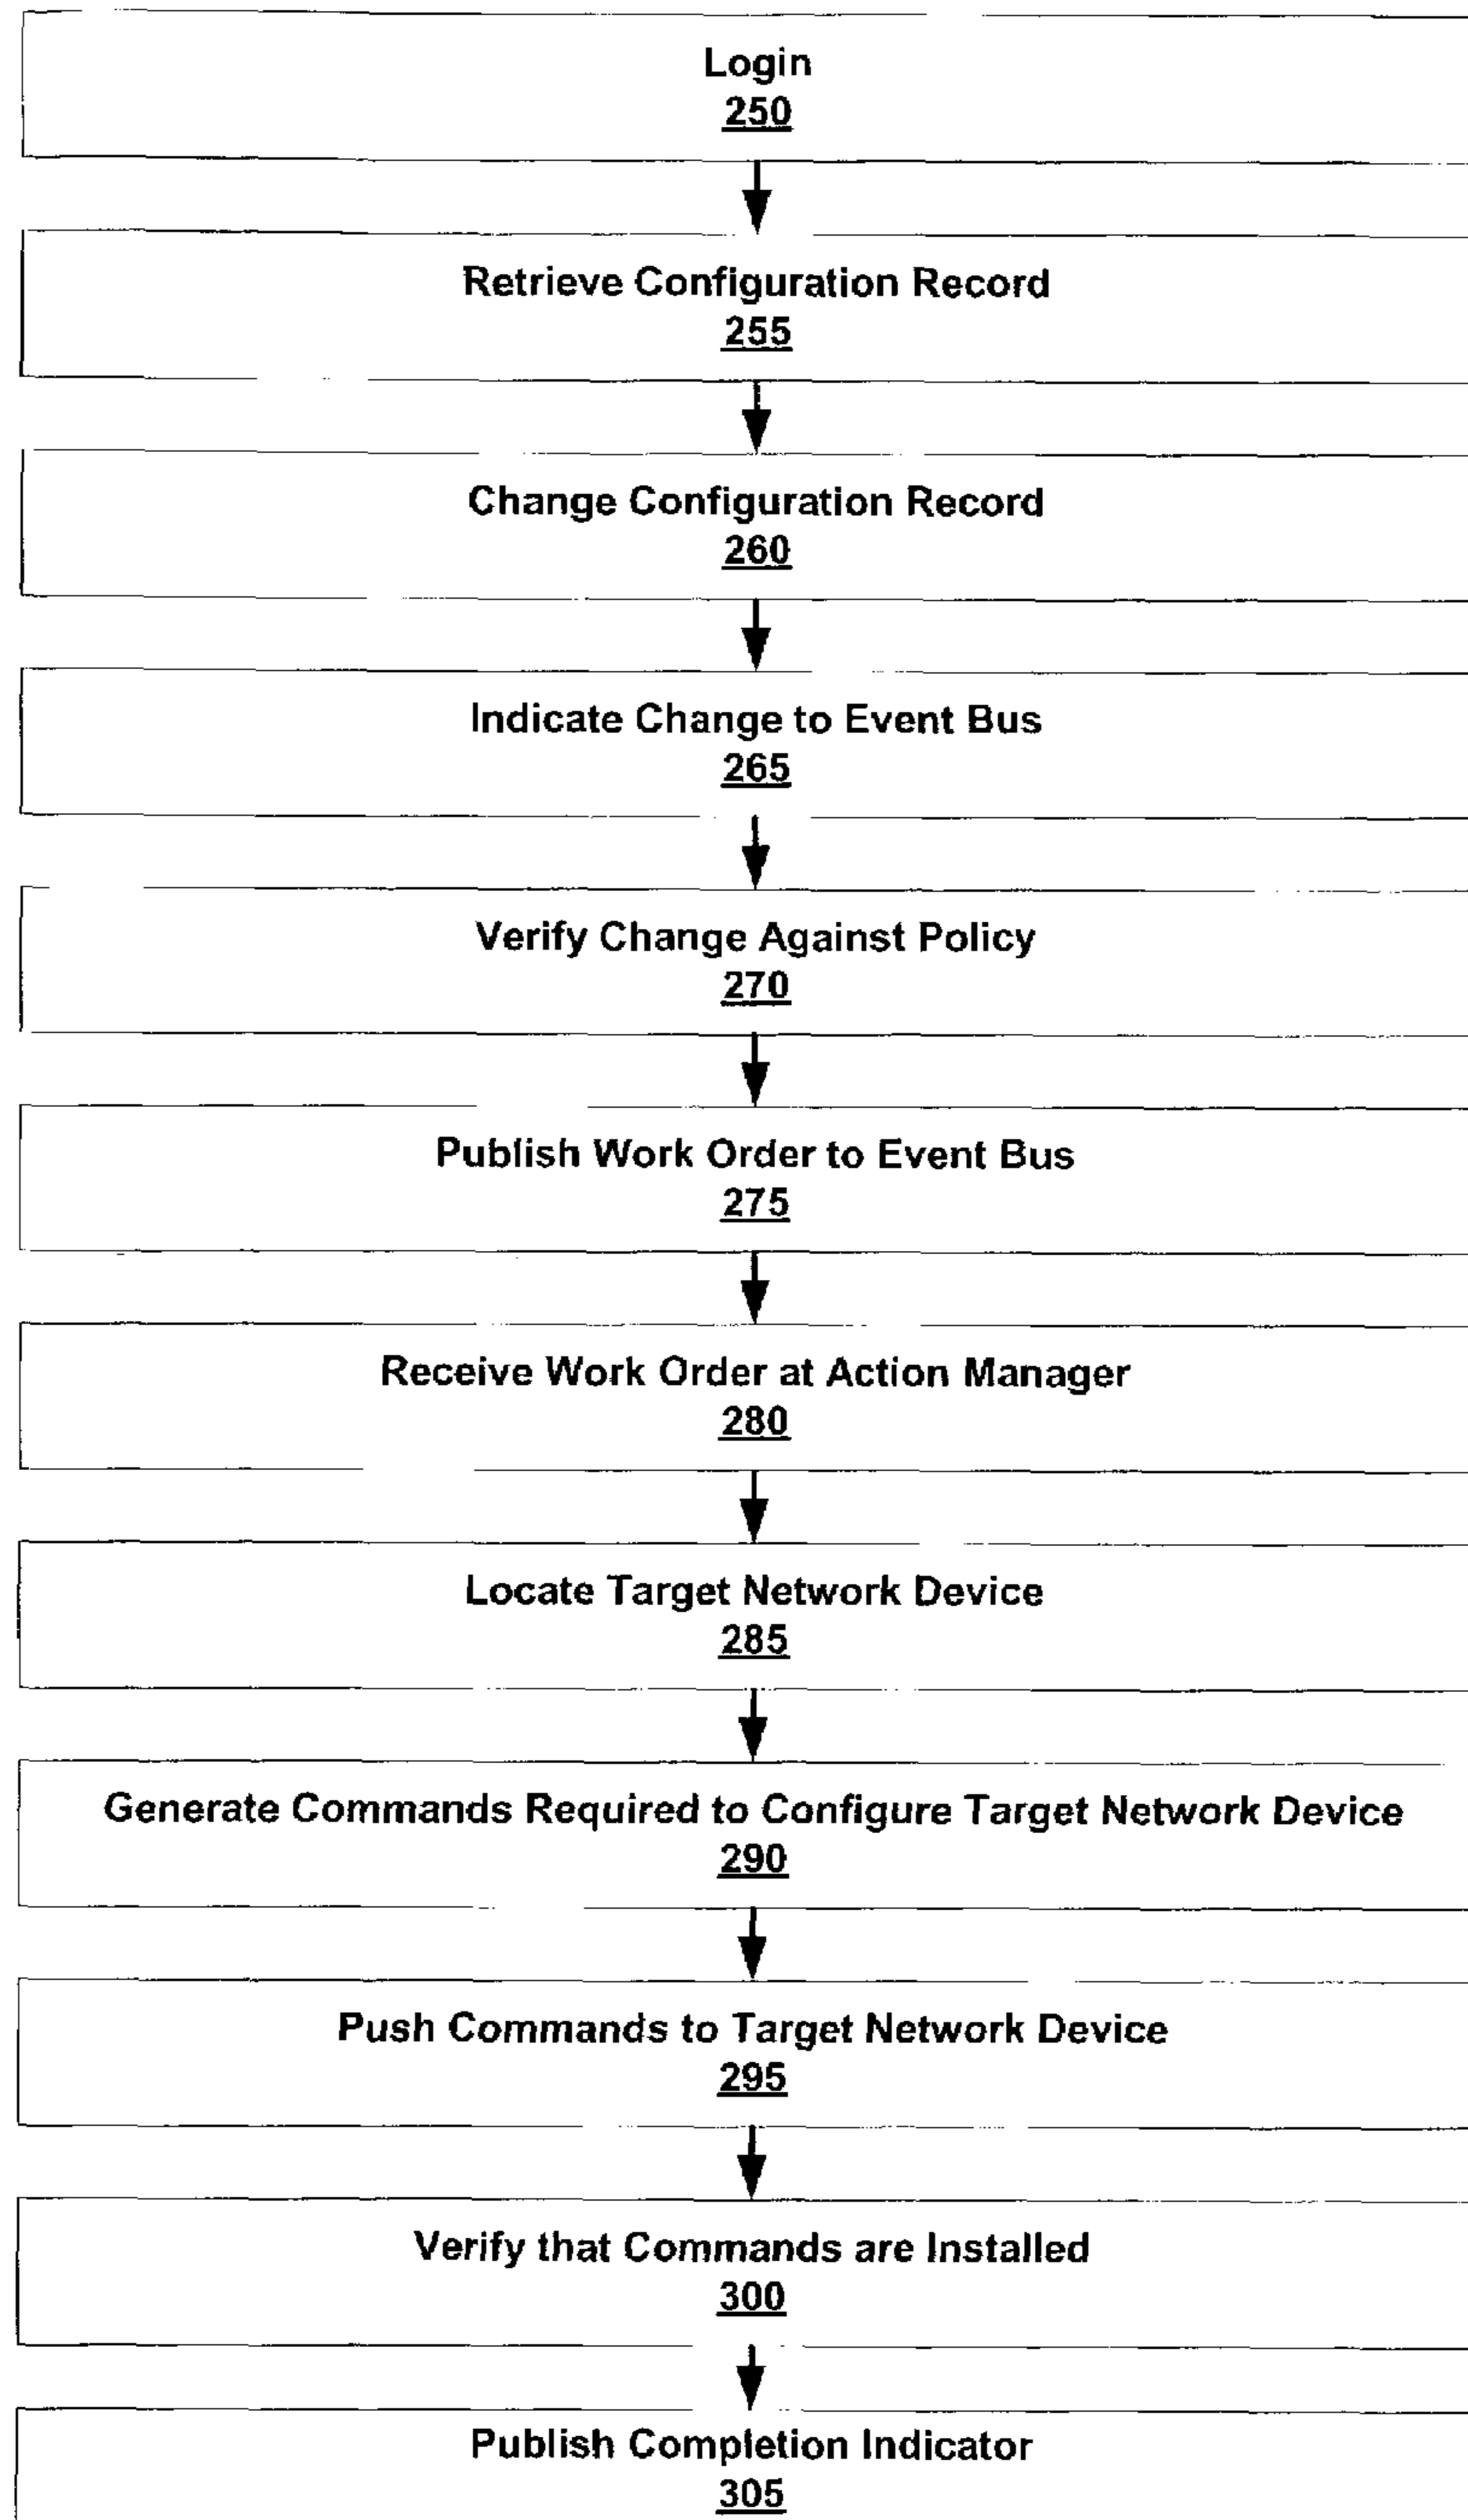 Login
250
Retrieve Configuration Record
255
Change Configuration Record
260
Indicate Change to Event Bus
265
Verify Change Against Policy
270
Publish Work Order to Event Bus
275
Receive Work Order at Action Manager
280
Locate Target Network Device
285
Generate Commands Required to Configure Target Network Device
290
Push Commands to Target Network Device
295
Verify that Commands are Installed
300
Publish Completion Indicator
305